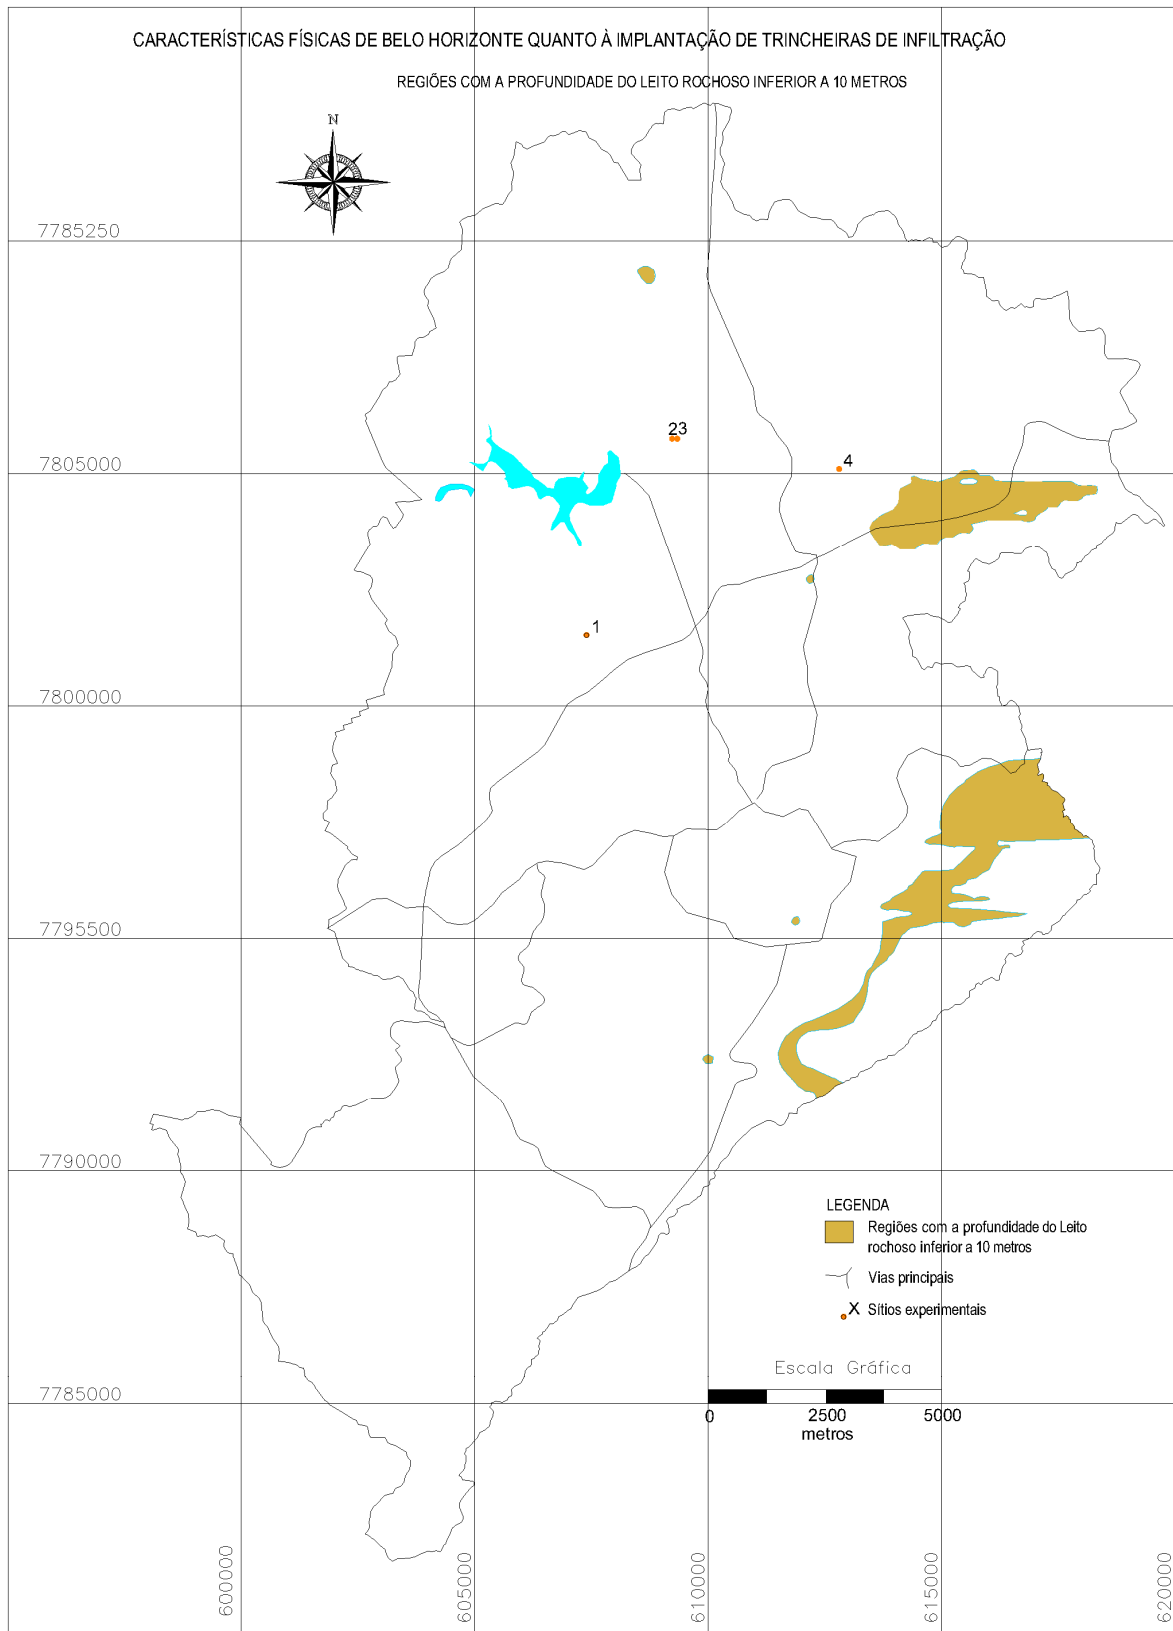 CARACTERÍSTICAS FÍSICAS DE BELO HORIZONTE QUANTO À IMPLANTAÇÃO DE TRINCHEIRAS DE INFILTRAÇÃO
REGIÕES COM A PROFUNDIDADE DO LEITO ROCHOSO INFERIOR A 10 METROS
N
7785250
23
4
7805000
1
7800000
7795500
7790000
LEGENDA
Regiões com a profundidade do Leito
rochoso inferior a 10 metros
Vias principais
X Sítios experimentais
Escala Gráfica
7785000
0 2500 5000
metros
600000
605000
610000
615000
620000